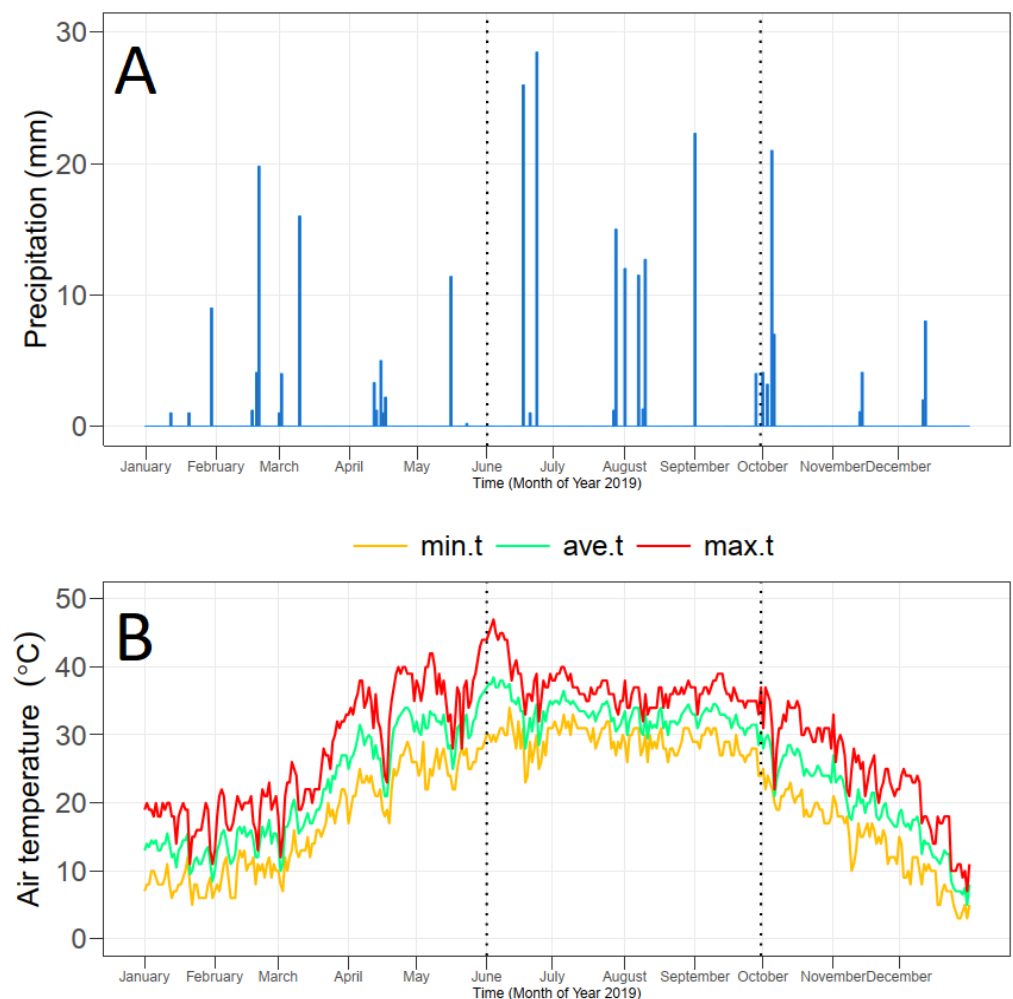 A
Precipitation (mm)
30
20
10
0
January February March April May June July August September October November December
Time (Month of Year 2019)
min.t ave.t max.t
B
Air temperature (°C)
50
40
30
20
10
0
January February March April May June July August September October November December
Time (Month of Year 2019)